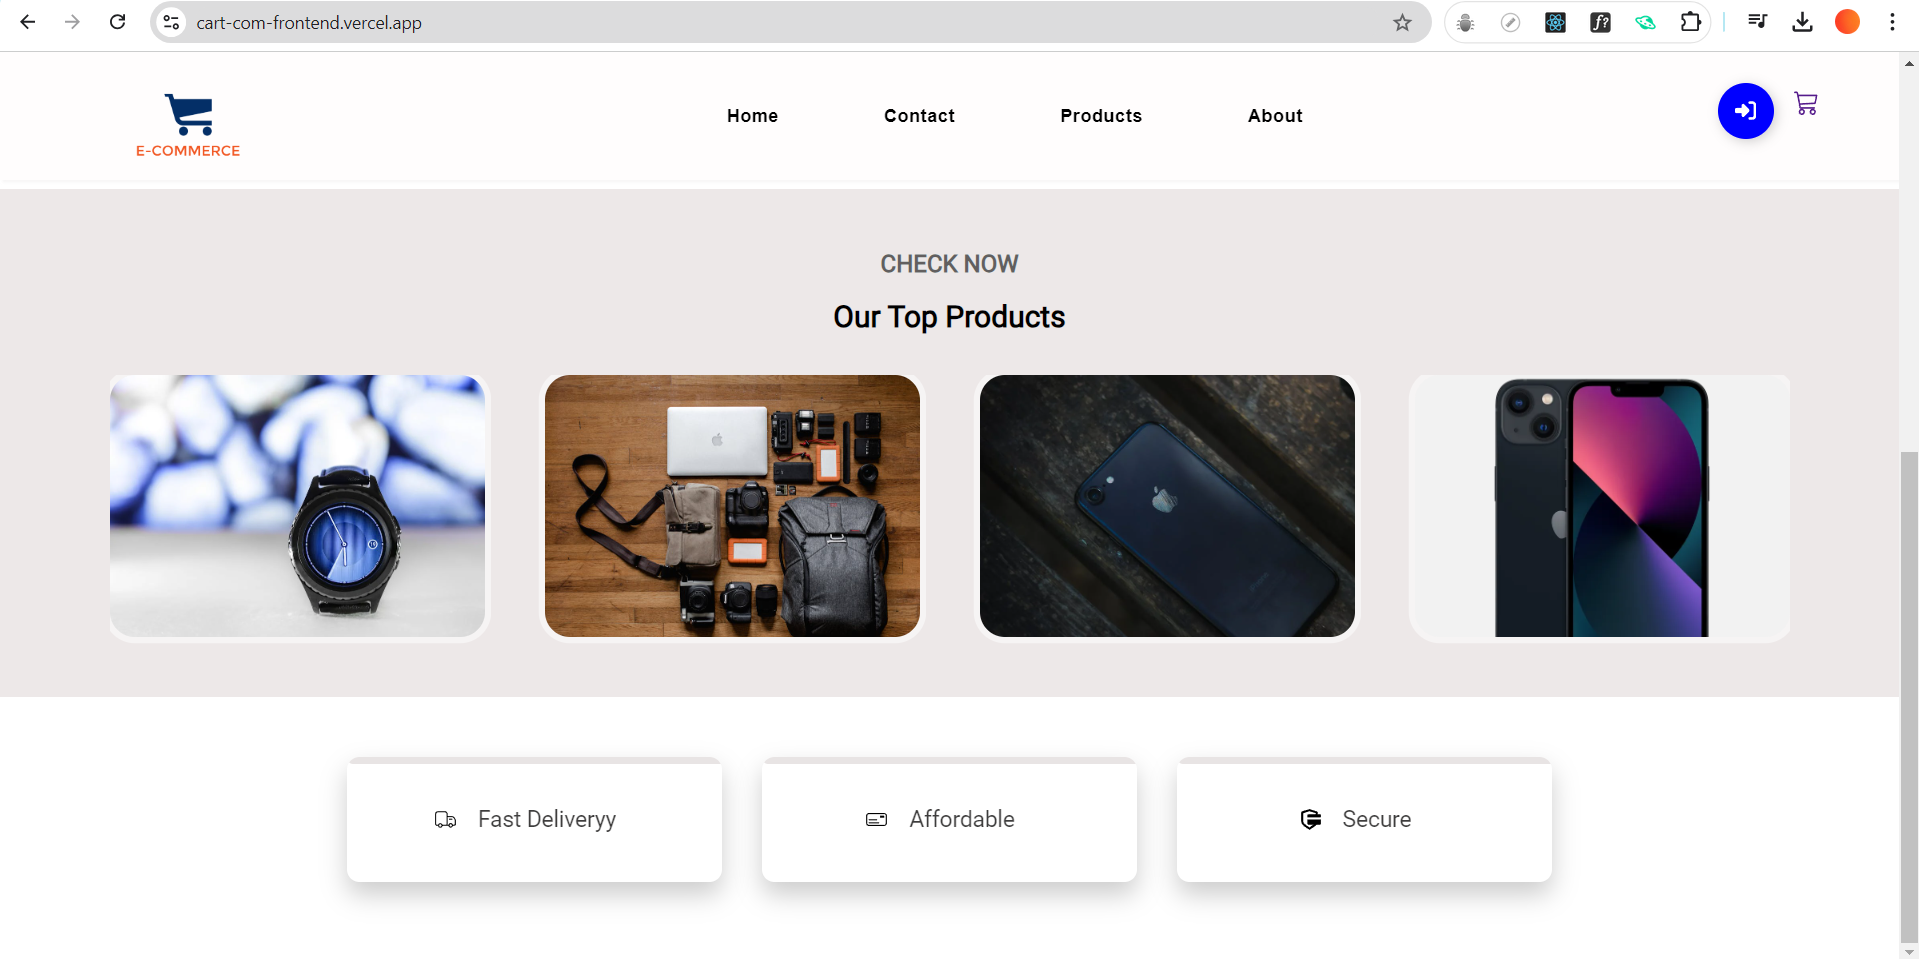 cart-com-frontend.vercel.app
E-COMMERCE
Home Contact Products About
CHECK NOW
Our Top Products
Fast Deliveryy
Affordable
Secure